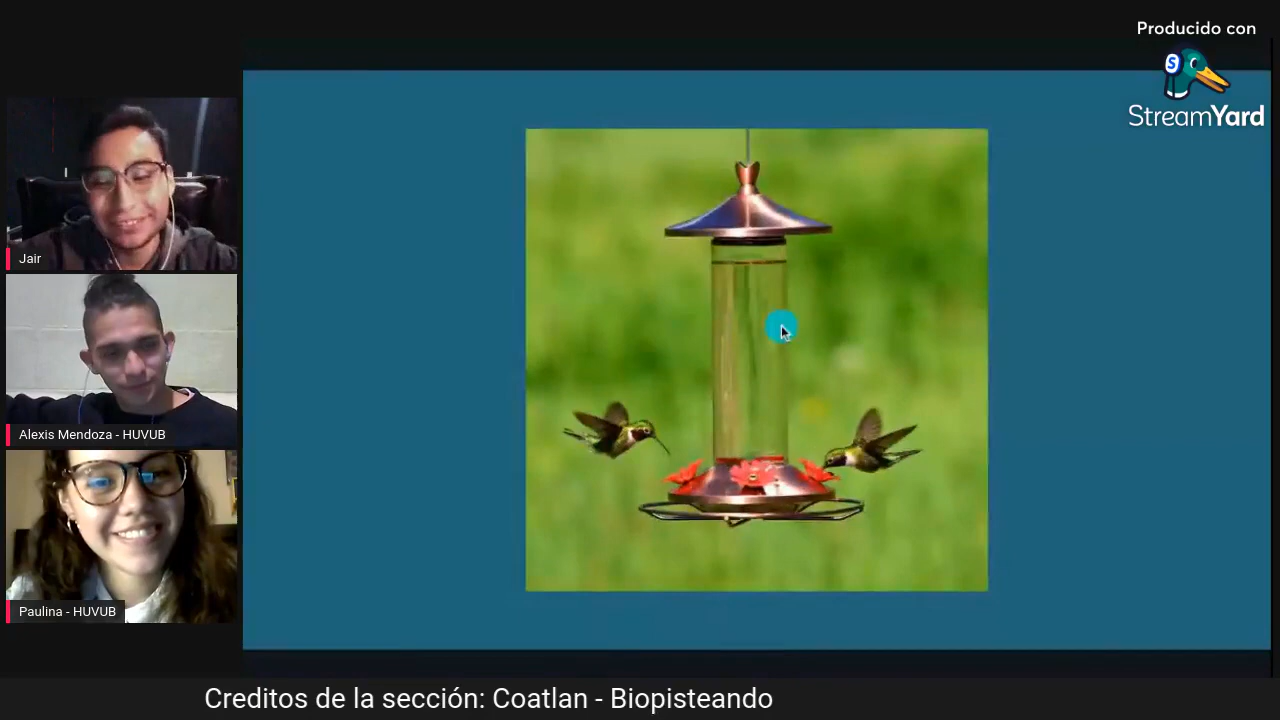 Producido con
S
StreamYard
Jair
Alexis Mendoza - HUVUB
Paulina - HUVUB
Creditos de la sección: Coatlan - Biopisteando